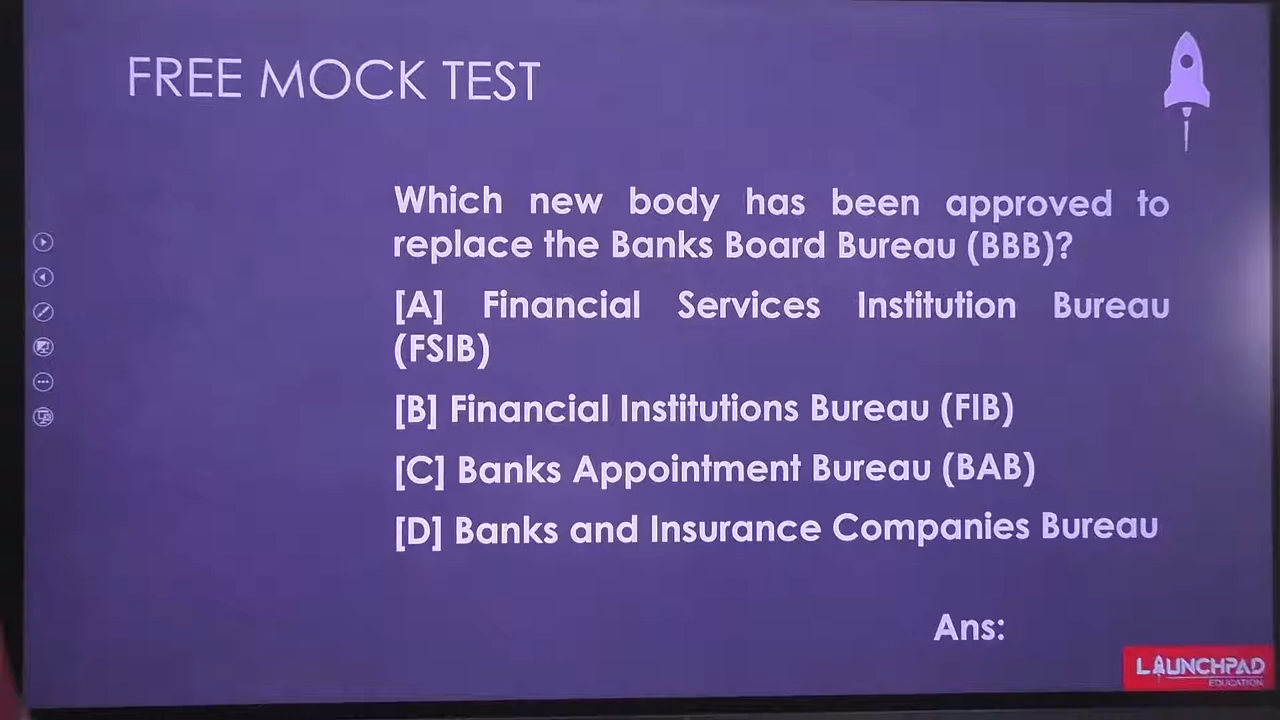 FREE MOCK TEST
Which new body has been approved to
replace the Banks Board Bureau (BBB)?
[A] Financial Services Institution Bureau
(FSIB)
[B] Financial Institutions Bureau (FIB)
[C] Banks Appointment Bureau (BAB)
[D] Banks and Insurance Companies Bureau
Ans:
LAUNCHPAD
EDUCATION